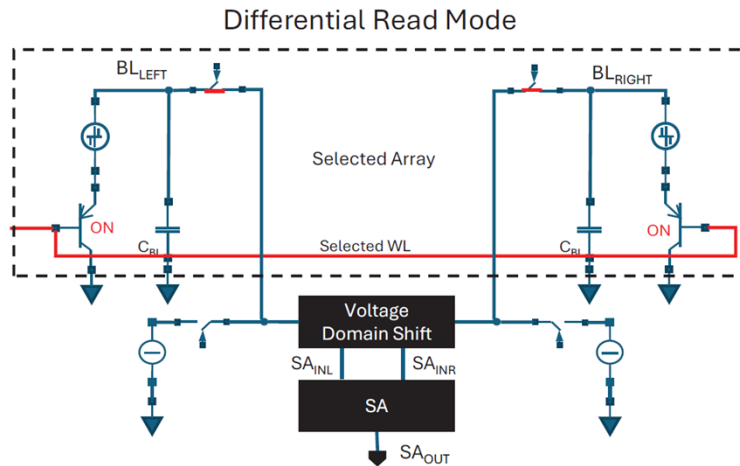 Differential Read Mode
BL_LEFT
BL_RIGHT
Selected Array
ON
ON
C_BL
Selected WL
C_BL
Voltage
Domain Shift
SA_INL
SA_INR
SA
SA_OUT